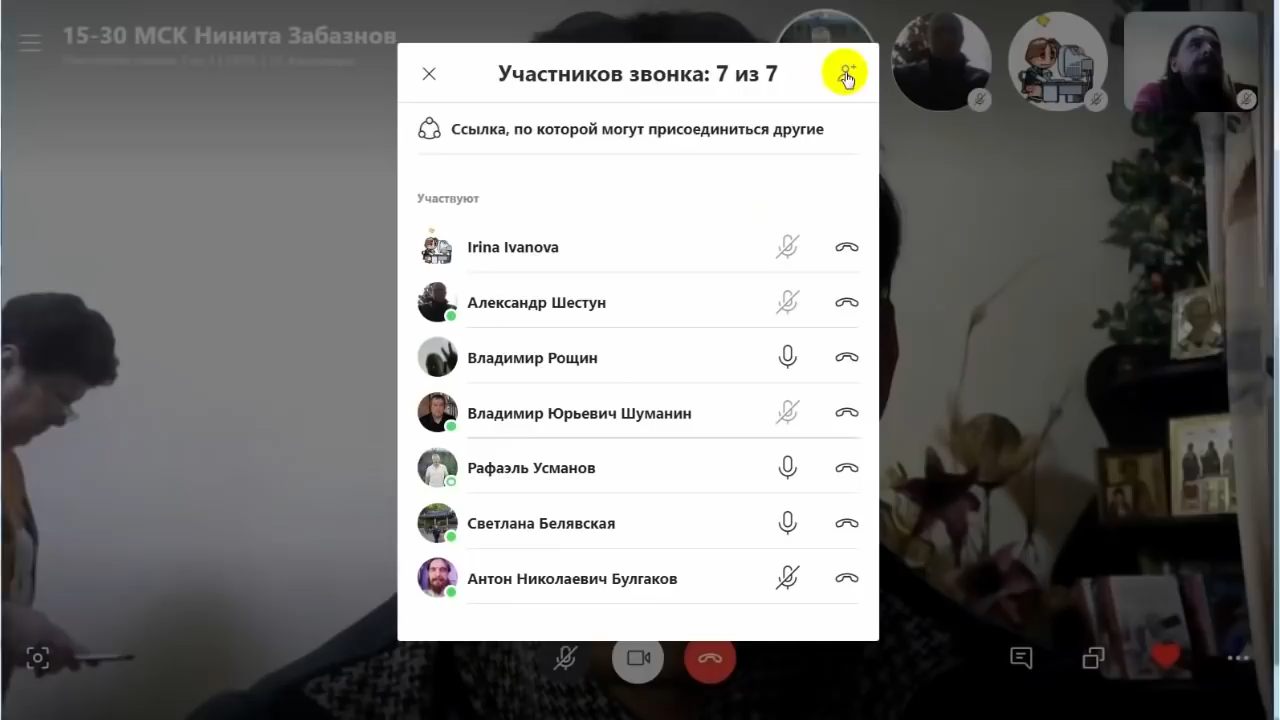 15-30 МСК Нинита Забазнов
Участников звонка: 7 из 7
Ссылка, по которой могут присоединиться другие
Участвуют
Irina Ivanova
Александр Шестун
Владимир Рощин
Владимир Юрьевич Шуманин
Рафаэль Усманов
Светлана Белявская
Антон Николаевич Булгаков